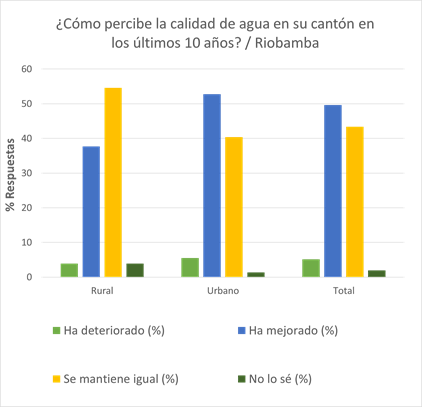 ¿Cómo percibe la calidad de agua en su cantón en
los últimos 10 años? / Riobamba
% Respuestas
60
50
40
30
20
10
0
Rural
Urbano
Total
Ha deteriorado (%)
Ha mejorado (%)
Se mantiene igual (%)
No lo sé (%)